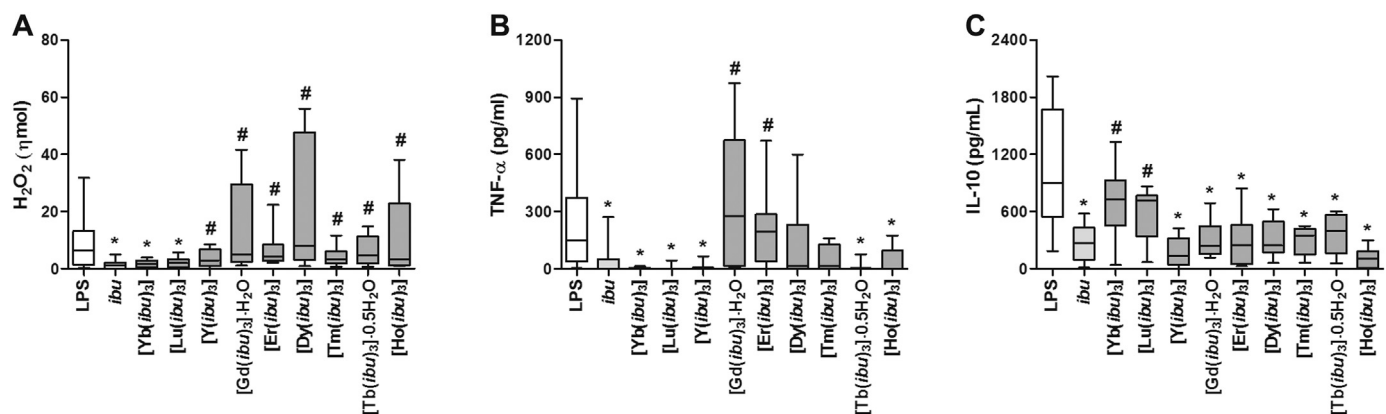 A
H₂O₂ (ηmol)
80
60
40
20
0
* * * # # # # # # #
LPS
ibu
[Yb(ibu)₃]
[Lu(ibu)₃]
[Y(ibu)₃]
[Gd(ibu)₃]·H₂O
[Er(ibu)₃]
[Dy(ibu)₃]
[Tm(ibu)₃]
[Tb(ibu)₃]·0.5H₂O
[Ho(ibu)₃]
B
TNF-α (pg/ml)
1200
900
600
300
0
* * * * # # * *
LPS
ibu
[Yb(ibu)₃]
[Lu(ibu)₃]
[Y(ibu)₃]
[Gd(ibu)₃]·H₂O
[Er(ibu)₃]
[Dy(ibu)₃]
[Tm(ibu)₃]
[Tb(ibu)₃]·0.5H₂O
[Ho(ibu)₃]
C
IL-10 (pg/mL)
2400
1800
1200
600
0
* # # * * * * * * *
LPS
ibu
[Yb(ibu)₃]
[Lu(ibu)₃]
[Y(ibu)₃]
[Gd(ibu)₃]·H₂O
[Er(ibu)₃]
[Dy(ibu)₃]
[Tm(ibu)₃]
[Tb(ibu)₃]·0.5H₂O
[Ho(ibu)₃]